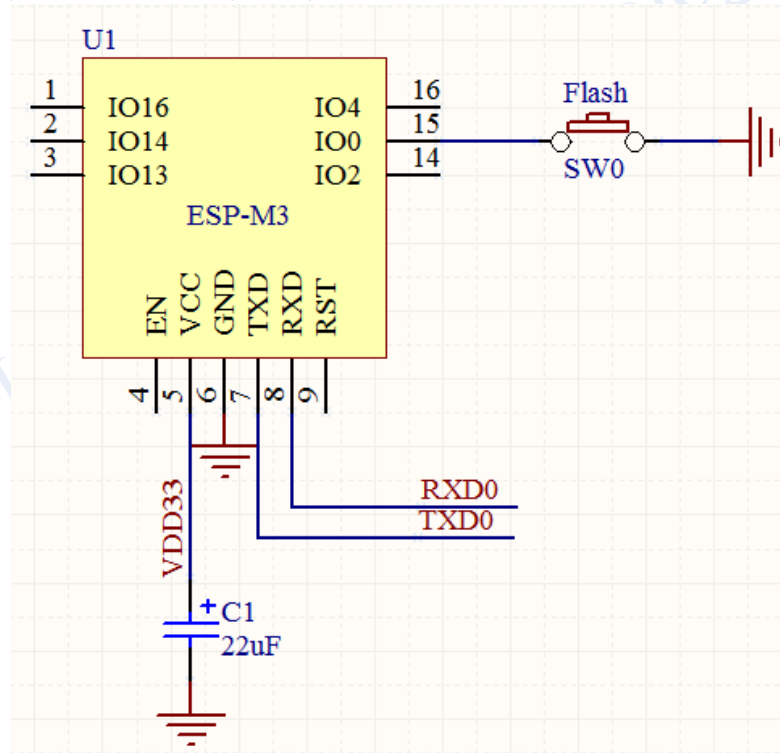 U1
1 IO16 IO4 16
2 IO14 IO0 15
3 IO13 IO2 14
Flash
SW0
ESP-M3
EN VCC GND TXD RXD RST
4 5 6 7 8 9
VDD33
RXD0
TXD0
+ C1
22uF